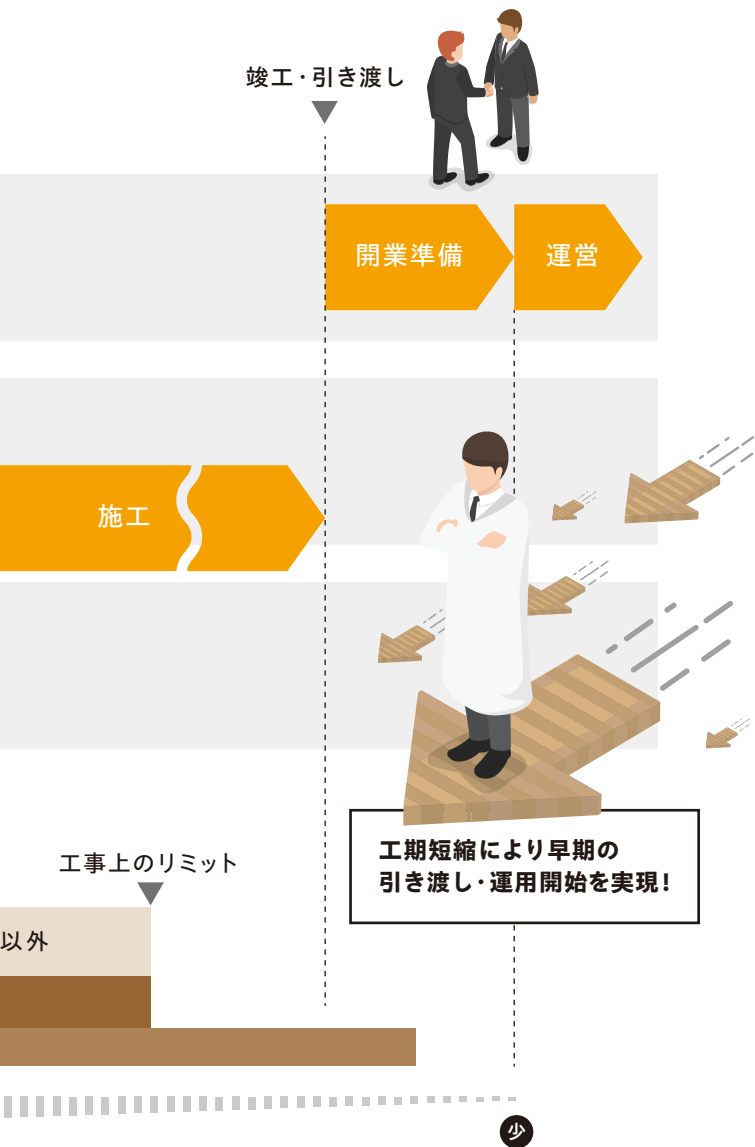 竣工・引き渡し
開業準備
運営
施工
工期短縮により早期の
引き渡し・運用開始を実現！
工事上のリミット
以外
少